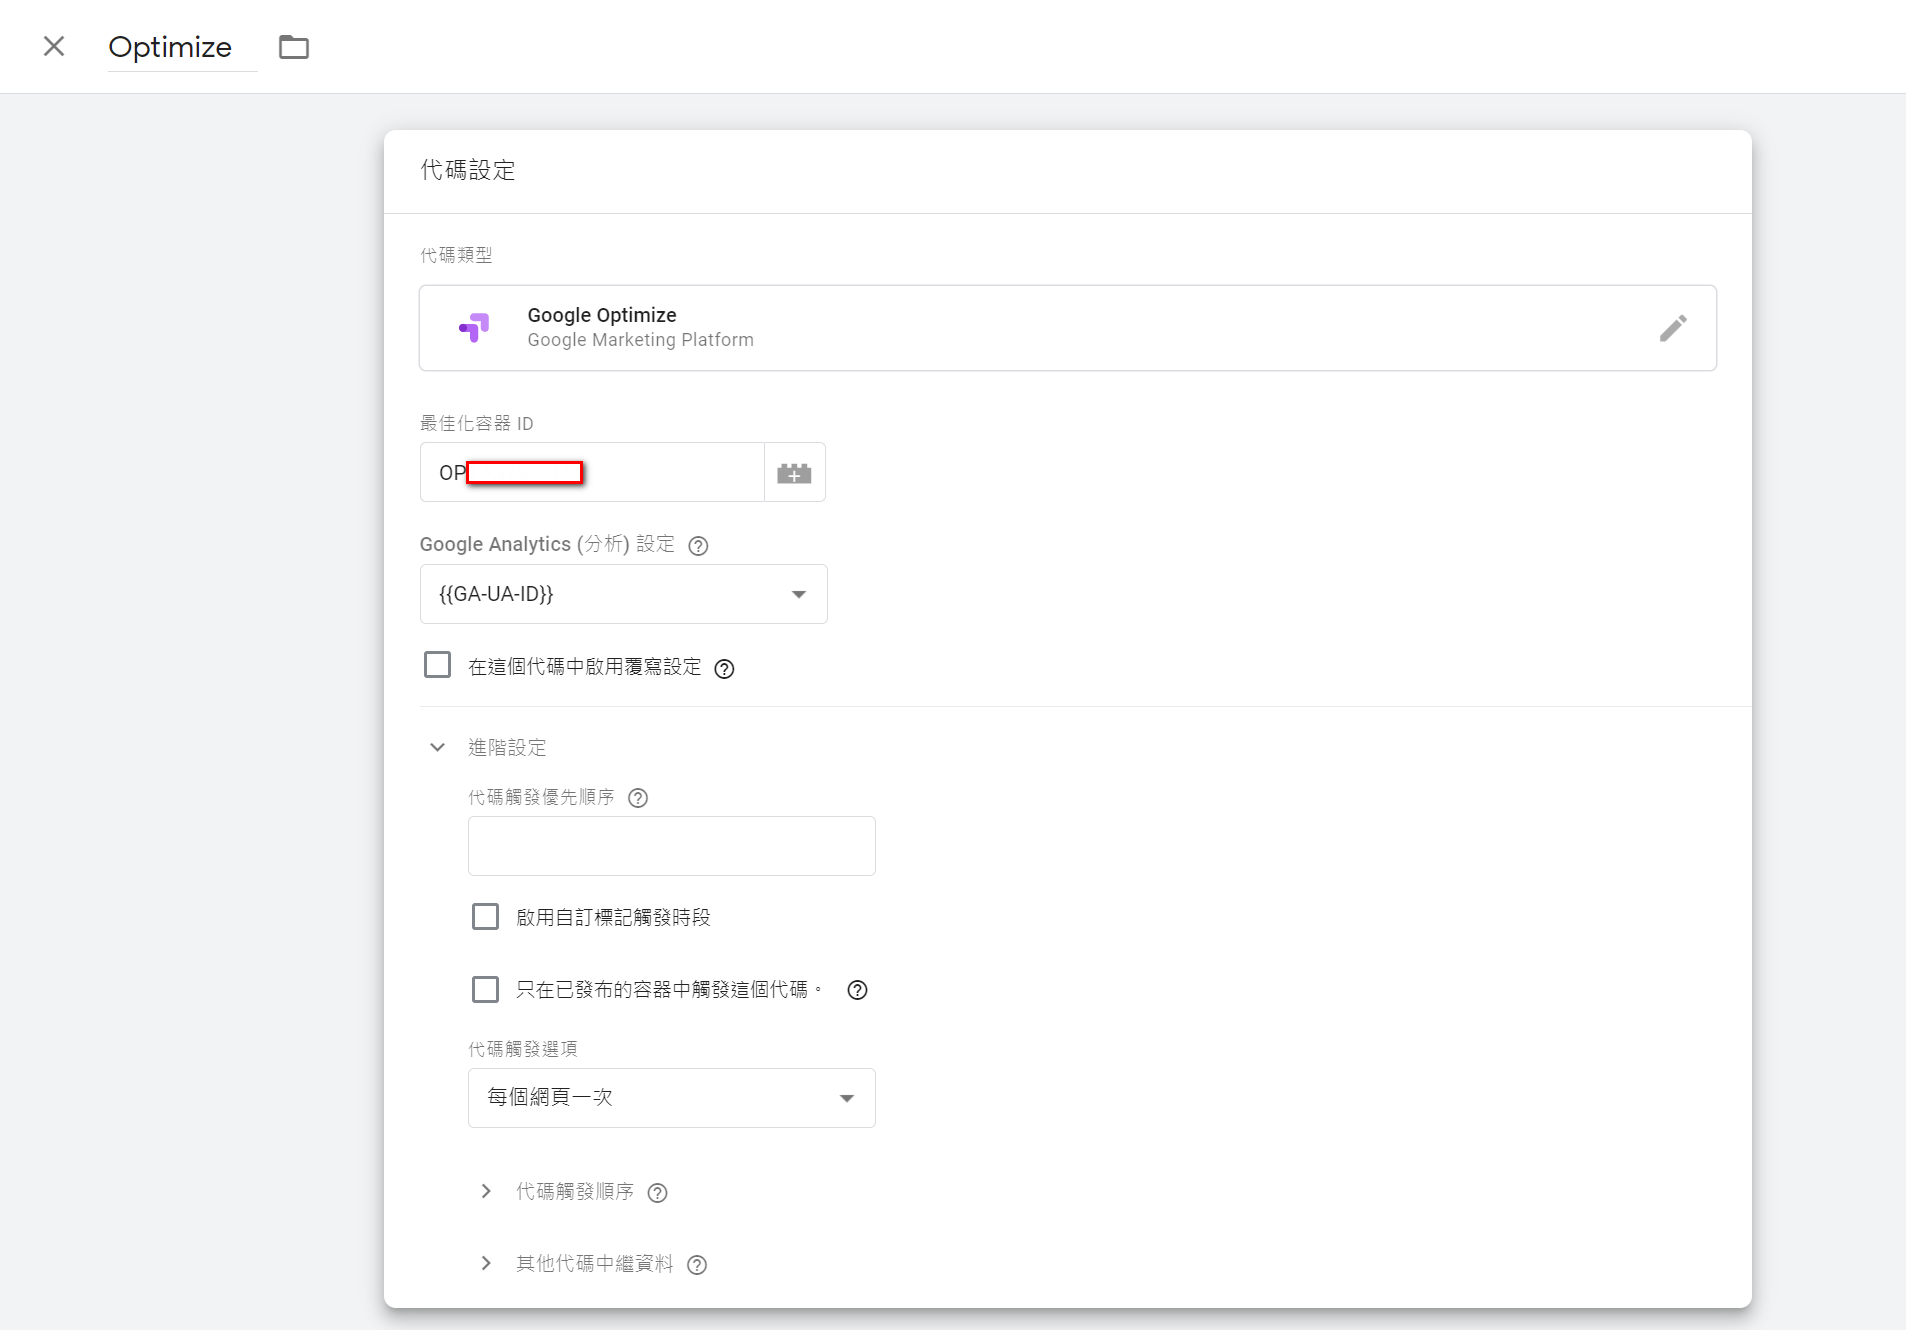 Optimize
代碼設定
代碼類型
Google Optimize
Google Marketing Platform
最佳化容器 ID
OP
Google Analytics (分析) 設定
{{GA-UA-ID}}
在這個代碼中啟用覆寫設定
進階設定
代碼觸發優先順序
啟用自訂標記觸發時段
只在已發布的容器中觸發這個代碼。
代碼觸發選項
每個網頁一次
代碼觸發順序
其他代碼中繼資料